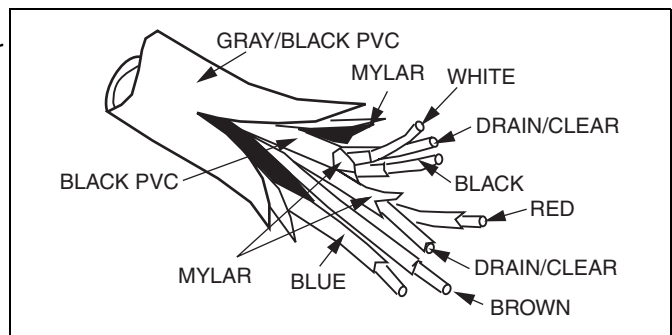 GRAY/BLACK PVC
MYLAR
WHITE
DRAIN/CLEAR
BLACK PVC
BLACK
RED
MYLAR
BLUE
DRAIN/CLEAR
BROWN